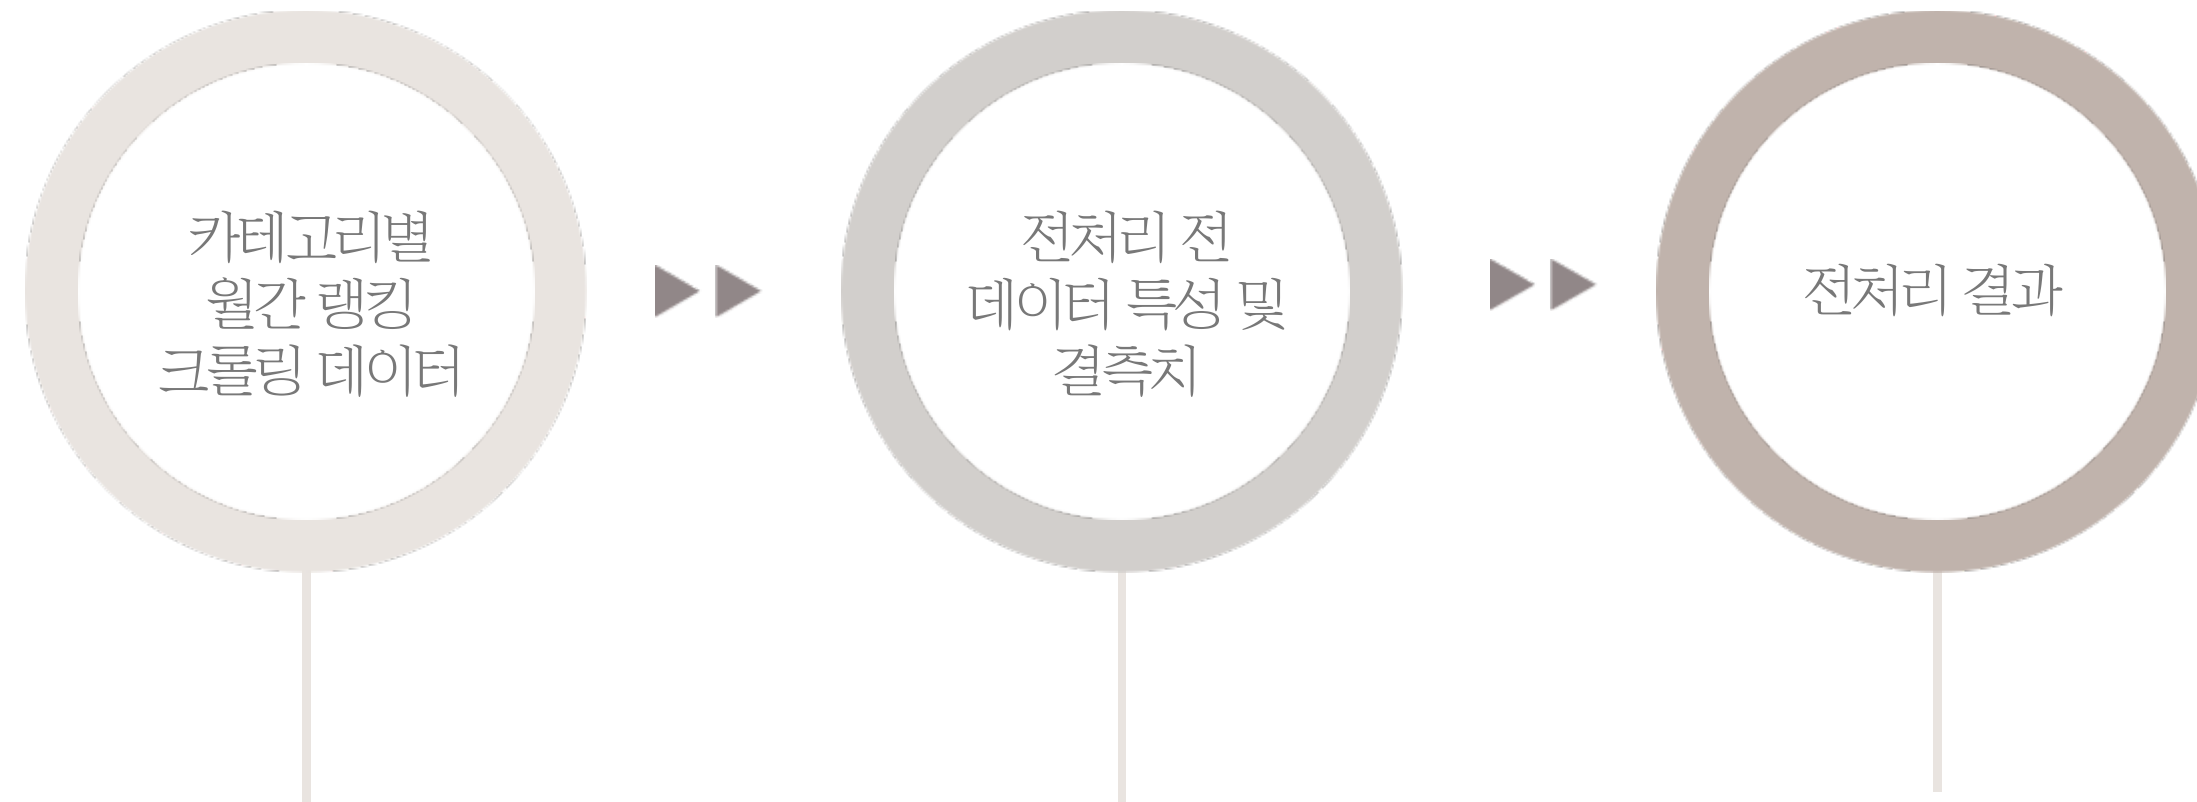 카테고리별
월간 랭킹
크롤링 데이터
전처리 전
데이터 특성 및
결측치
전처리 결과